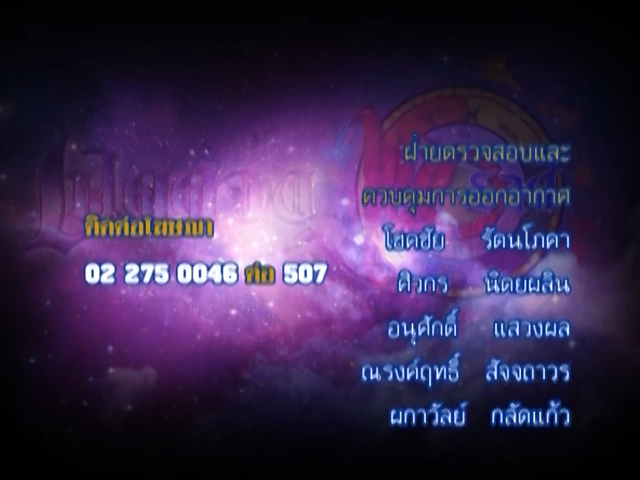 ติดต่อโฆษณา
02 275 0046 ต่อ 507
ฝ่ายตรวจสอบและ
ควบคุมการออกอากาศ
โชคชัย รัตนโภคา
ศิวกร นิตยผลิน
อนุศักดิ์ แสวงผล
ณรงค์ฤทธิ์ สัจจถาวร
ผกาวัลย์ กลัดแก้ว